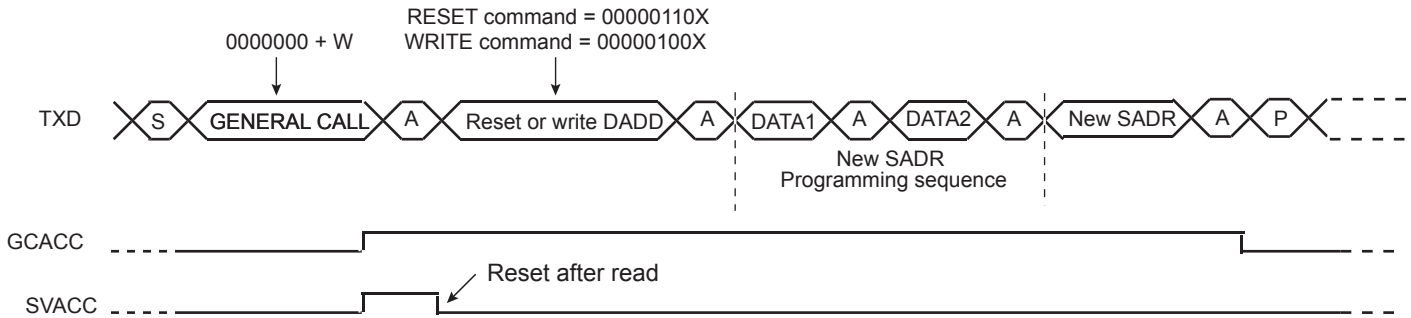 RESET command = 00000110X
0000000 + W WRITE command = 00000100X
TXD S GENERAL CALL A Reset or write DADD A DATA1 A DATA2 A New SADR A P
New SADR
Programming sequence
GCACC
Reset after read
SVACC